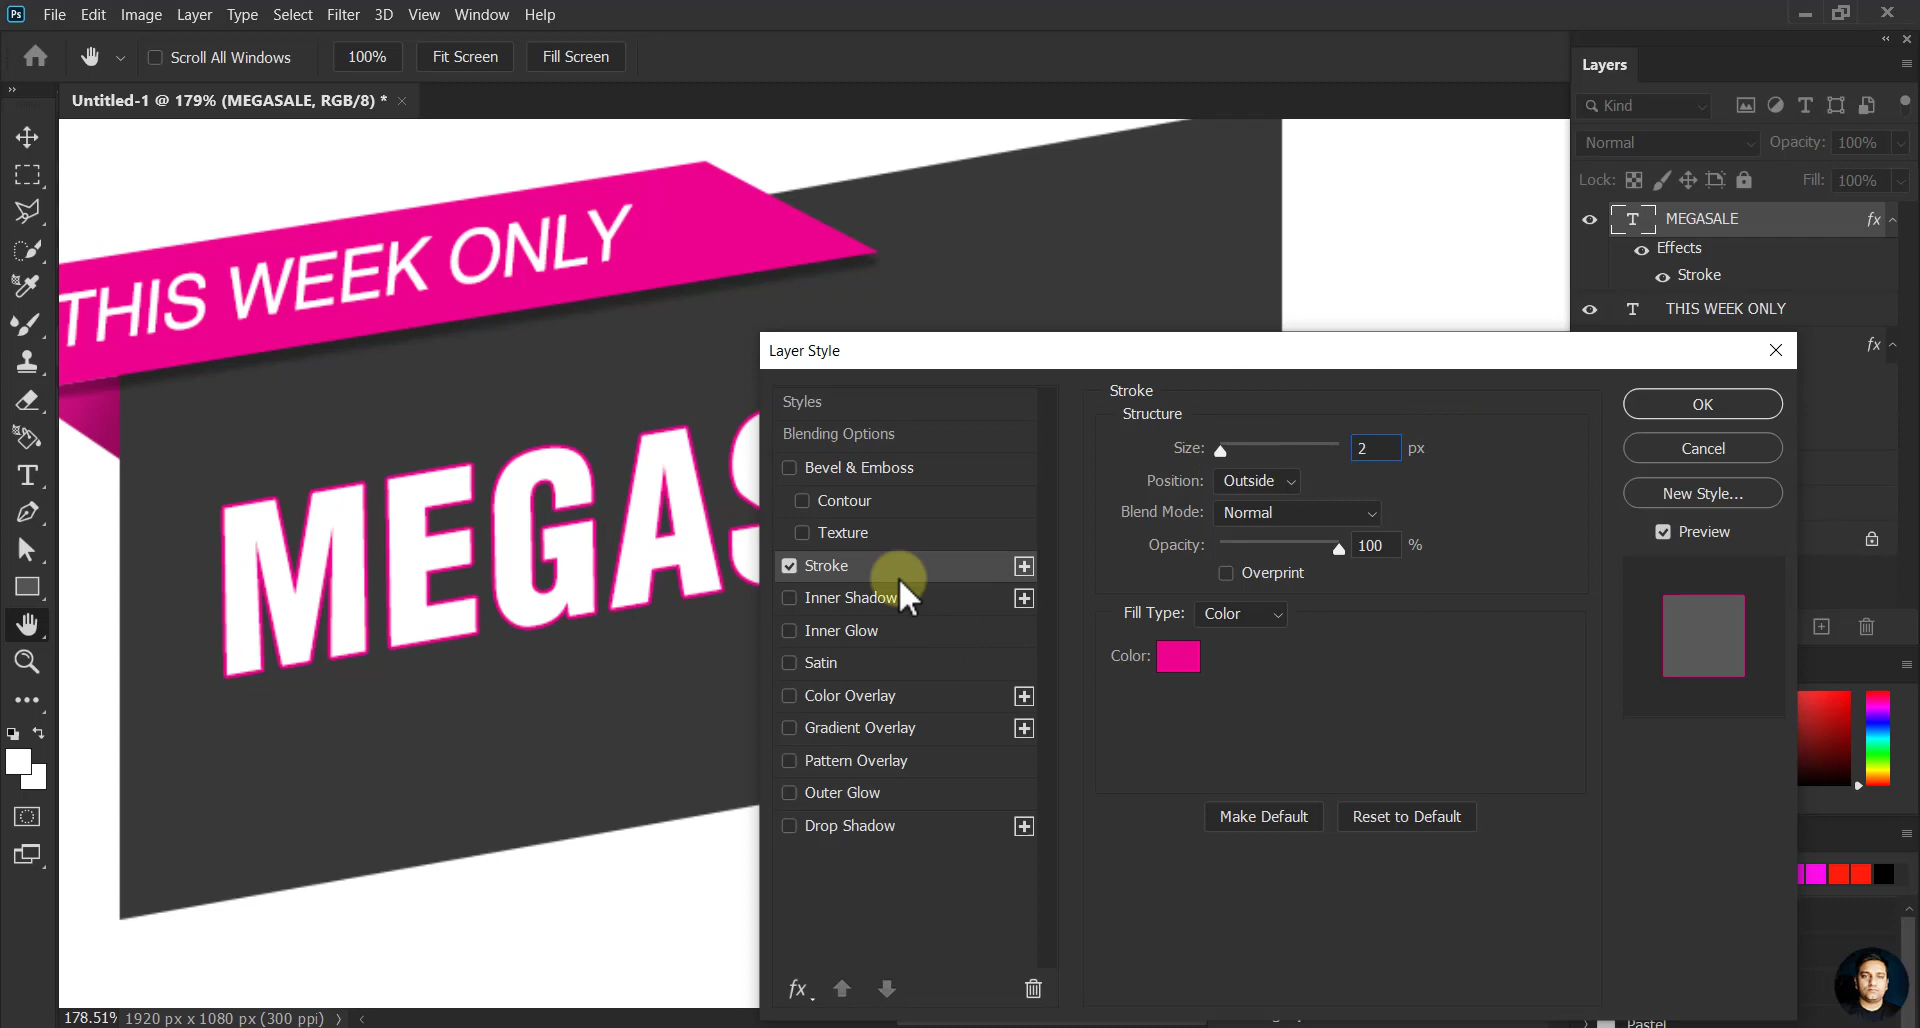 Ps File Edit Image Layer Type Select Filter 3D View Window Help
Scroll All Windows 100% Fit Screen Fill Screen
Untitled-1 @ 179% (MEGASALE, RGB/8) *
THIS WEEK ONLY
MEGAS
Layer Style
Styles
Blending Options
Bevel & Emboss
Contour
Texture
Stroke
Inner Shadow
Inner Glow
Satin
Color Overlay
Gradient Overlay
Pattern Overlay
Outer Glow
Drop Shadow
fx
Stroke
Structure
Size: 2 px
Position: Outside
Blend Mode: Normal
Opacity: 100 %
Overprint
Fill Type: Color
Color:
Make Default Reset to Default
OK
Cancel
New Style...
Preview
Layers
Kind
Normal Opacity: 100%
Lock: Fill: 100%
T MEGASALE fx
Effects
Stroke
T THIS WEEK ONLY
fx
Pastel
178.51% 1920 px x 1080 px (300 ppi)